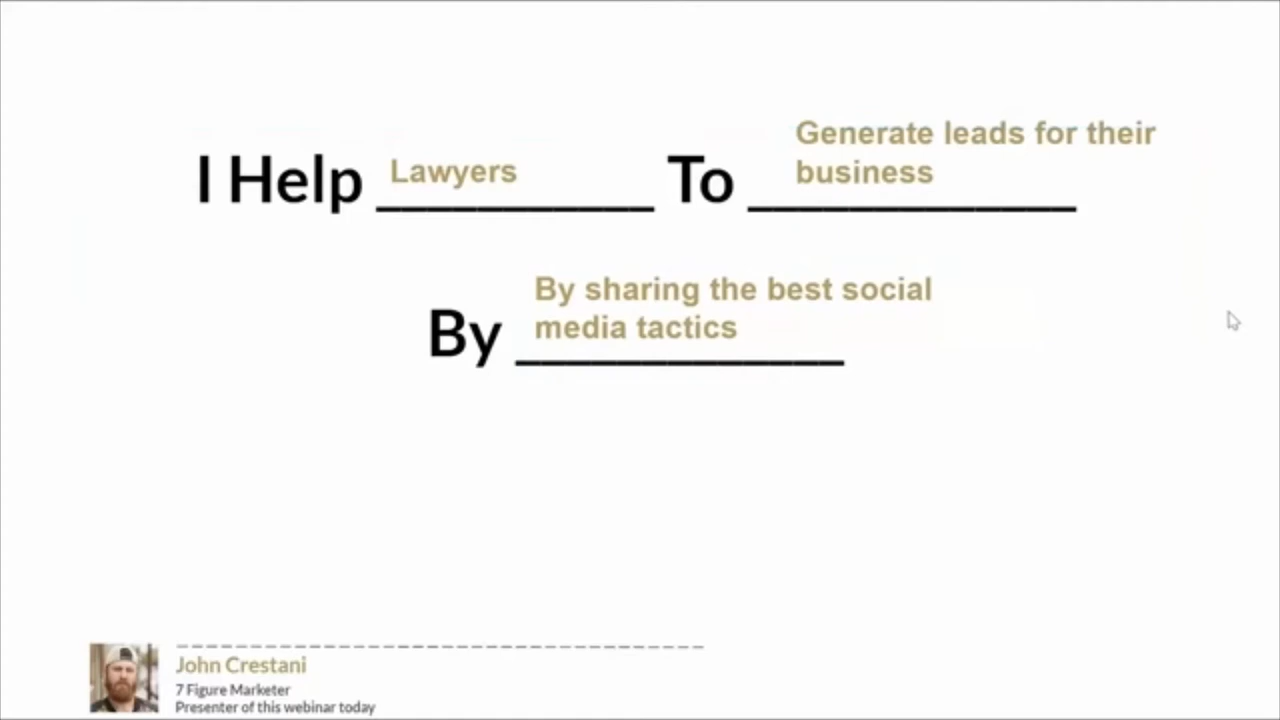 I Help Lawyers To Generate leads for their
business
By By sharing the best social
media tactics
John Crestani
7 Figure Marketer
Presenter of this webinar today